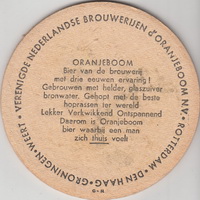 VERENIGDE NEDERLANDSE BROUWERIJEN d'ORANJEBOOM N.V. • ROTTERDAM • DEN HAAG • GRONINGEN • WEERT •
ORANJEBOOM
Bier van de brouwerij
met drie eeuwen ervaring!
Gebrouwen met helder, glaszuiver
bronwater. Gehopt met de beste
hoprassen ter wereld
Lekker Verkwikkend Ontspannend
Daarom is Oranjeboom
bier waarbij een man
zich thuis voelt